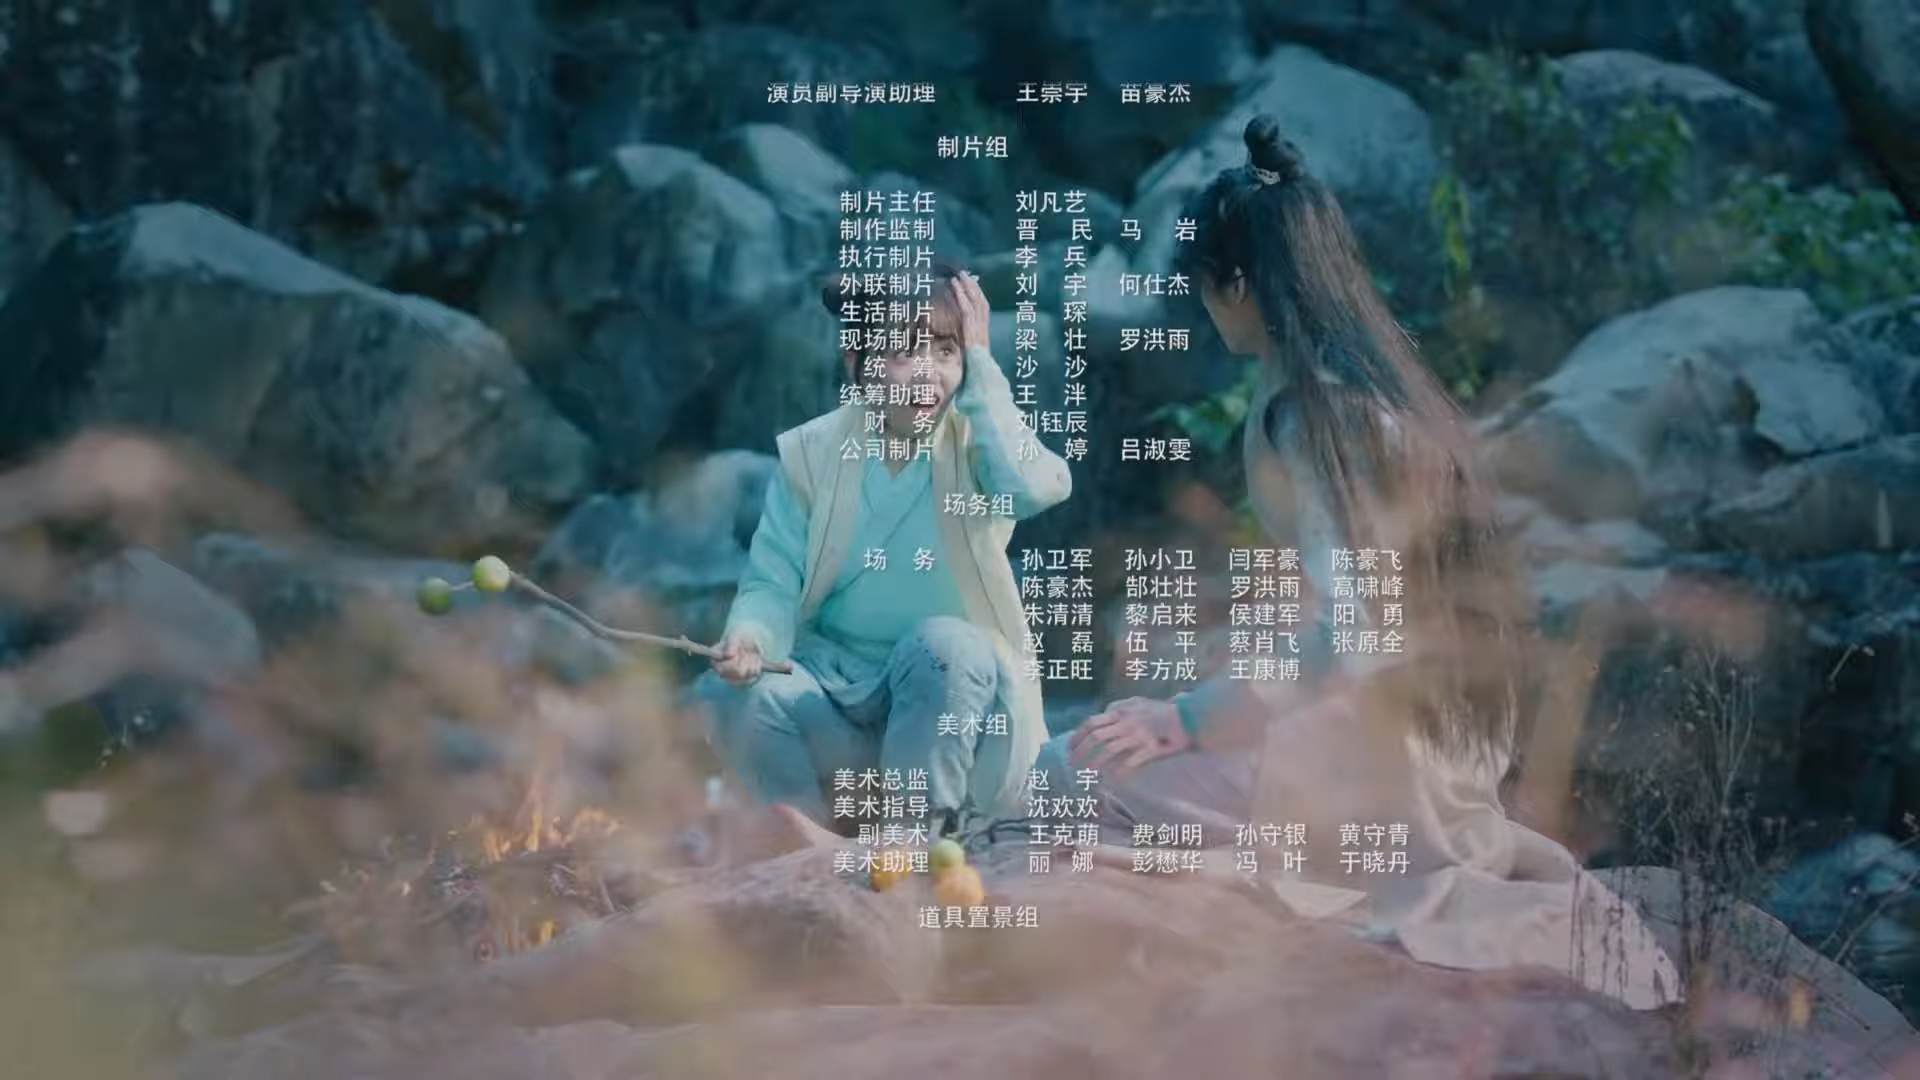 演员副导演助理 王崇宇 苗豪杰
制片组
制片主任 刘凡艺
制作监制 晋 民 马 岩
执行制片 李 兵
外联制片 刘 宇 何仕杰
生活制片 高 琛
现场制片 梁 壮 罗洪雨
统 筹 沙 沙
统筹助理 王 泮
财 务 刘钰辰
公司制片 孙 婷 吕淑雯
场务组
场 务 孙卫军 孙小卫 闫军豪 陈豪飞
陈豪杰 郜壮壮 罗洪雨 高啸峰
朱清清 黎启来 侯建军 阳 勇
赵 磊 伍 平 蔡肖飞 张原全
李正旺 李方成 王康博
美术组
美术总监 赵 宇
美术指导 沈欢欢
副美术 王克萌 费剑明 孙守银 黄守青
美术助理 丽 娜 彭懋华 冯 叶 于晓丹
道具置景组